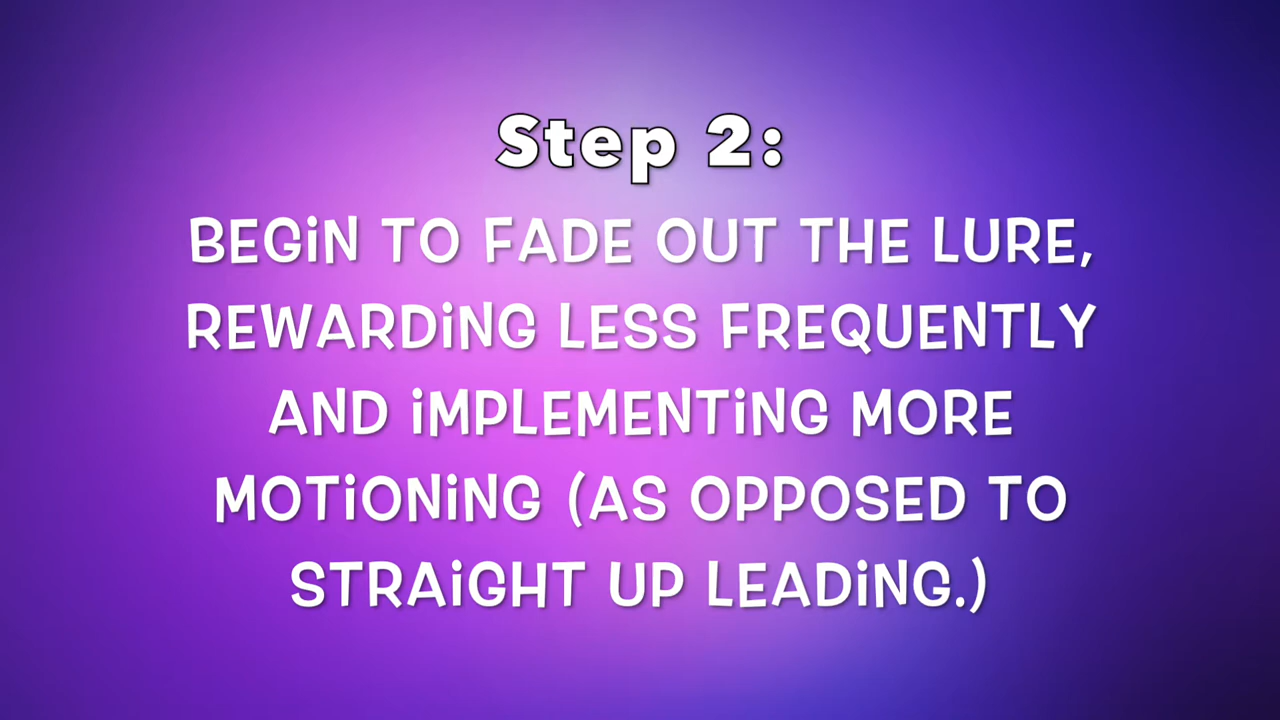 Step 2:
BEGiN TO FADE OUT THE LURE,
REWARDiNG LESS FREQUENTLY
AND iMPLEMENTiNG MORE
MOTiONiNG (AS OPPOSED TO
STRAiGHT UP LEADiNG.)